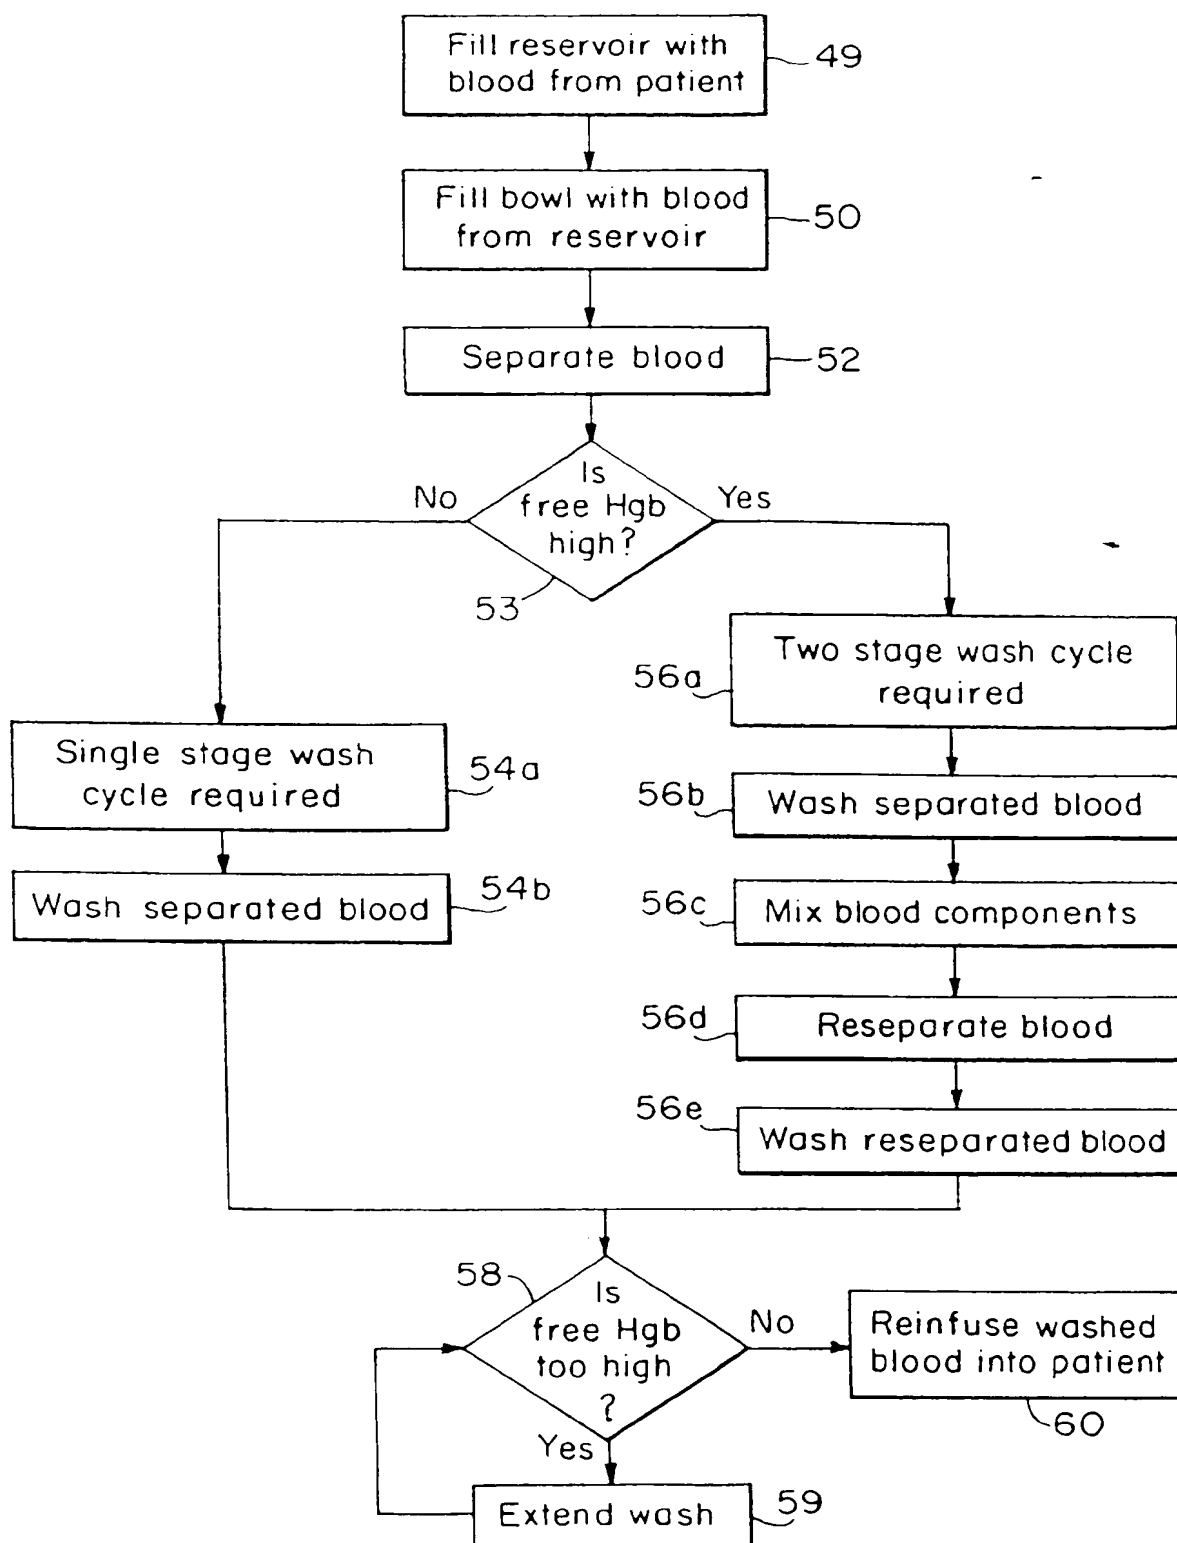 Fill reservoir with
blood from patient
49
Fill bowl with blood
from reservoir
50
Separate blood
52
Is
free Hgb
high?
No
Yes
53
Two stage wash cycle
required
56a
Single stage wash
cycle required
54a
Wash separated blood
56b
Wash separated blood
54b
Mix blood components
56c
Reseparate blood
56d
Wash reseparated blood
56e
58
Is
free Hgb
too high
?
No
Yes
Reinfuse washed
blood into patient
60
Extend wash
59